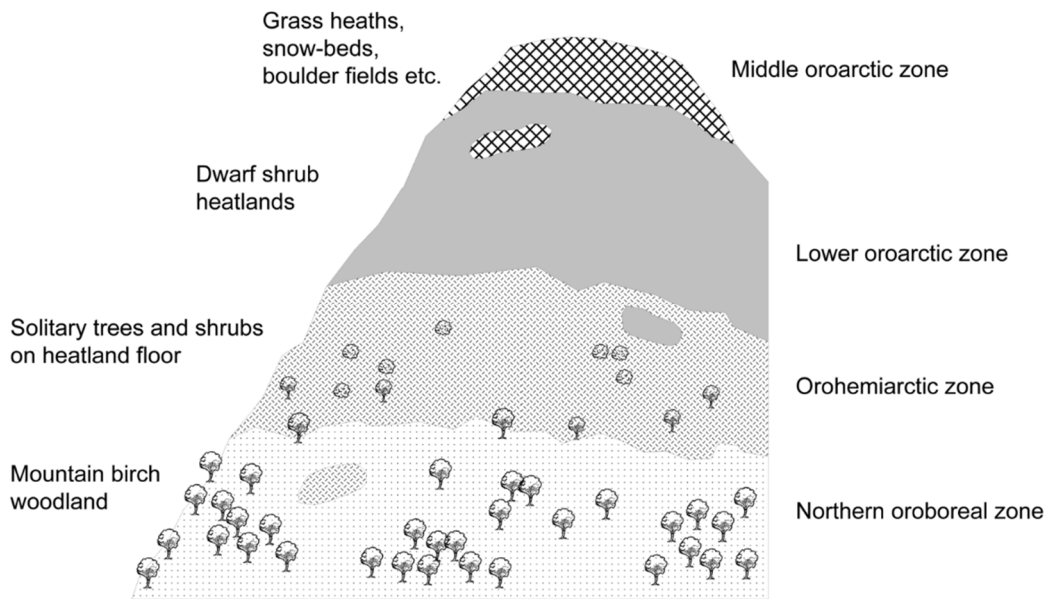 Grass heaths,
snow-beds,
boulder fields etc.
Middle oroarctic zone
Dwarf shrub
heatlands
Lower oroarctic zone
Solitary trees and shrubs
on heatland floor
Orohemiarctic zone
Mountain birch
woodland
Northern oroboreal zone